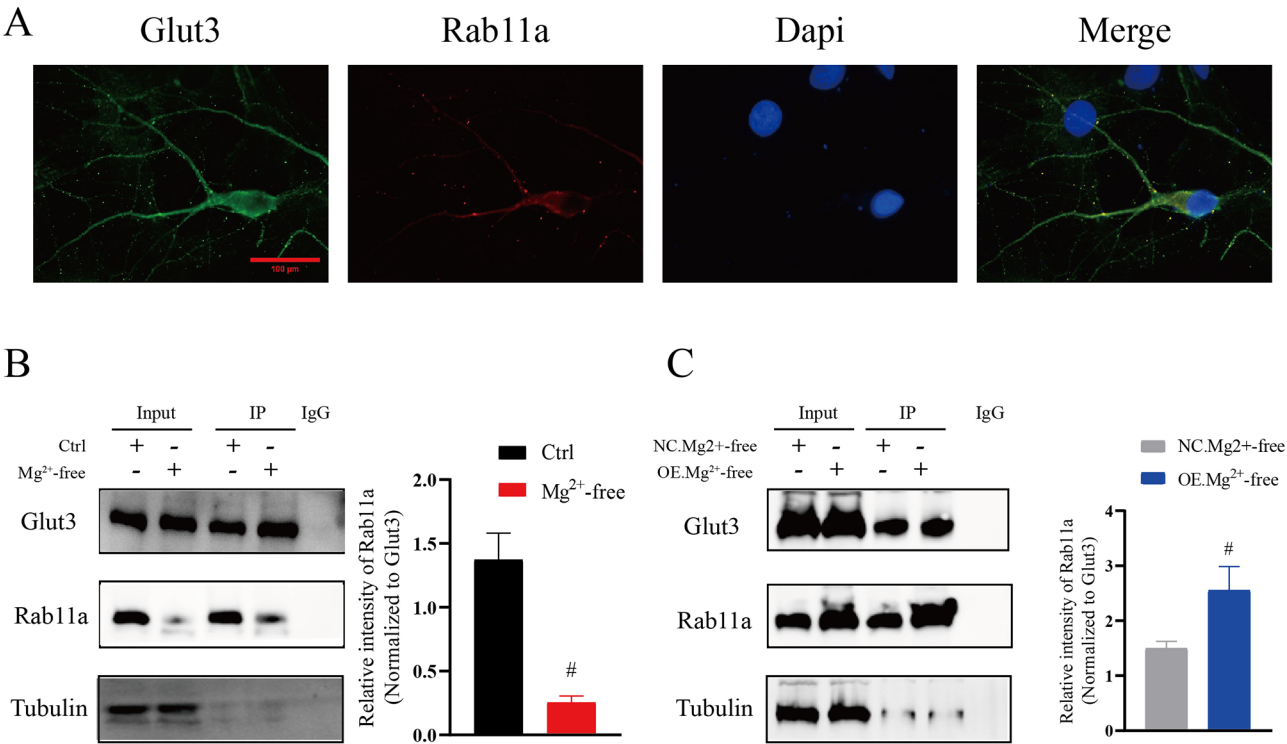 A
Glut3 Rab11a Dapi Merge
100 μm
B
Input IP IgG
Ctrl + - + -
Mg²⁺-free - + - +
Glut3
Rab11a
Tubulin
Relative intensity of Rab11a
(Normalized to Glut3)
2.0
1.5
1.0
0.5
0.0
Ctrl
Mg²⁺-free
#
C
Input IP IgG
NC.Mg2+-free + - + -
OE.Mg²⁺-free - + - +
Glut3
Rab11a
Tubulin
Relative intensity of Rab11a
(Normalized to Glut3)
4
3
2
1
0
NC.Mg2+-free
OE.Mg²⁺-free
#